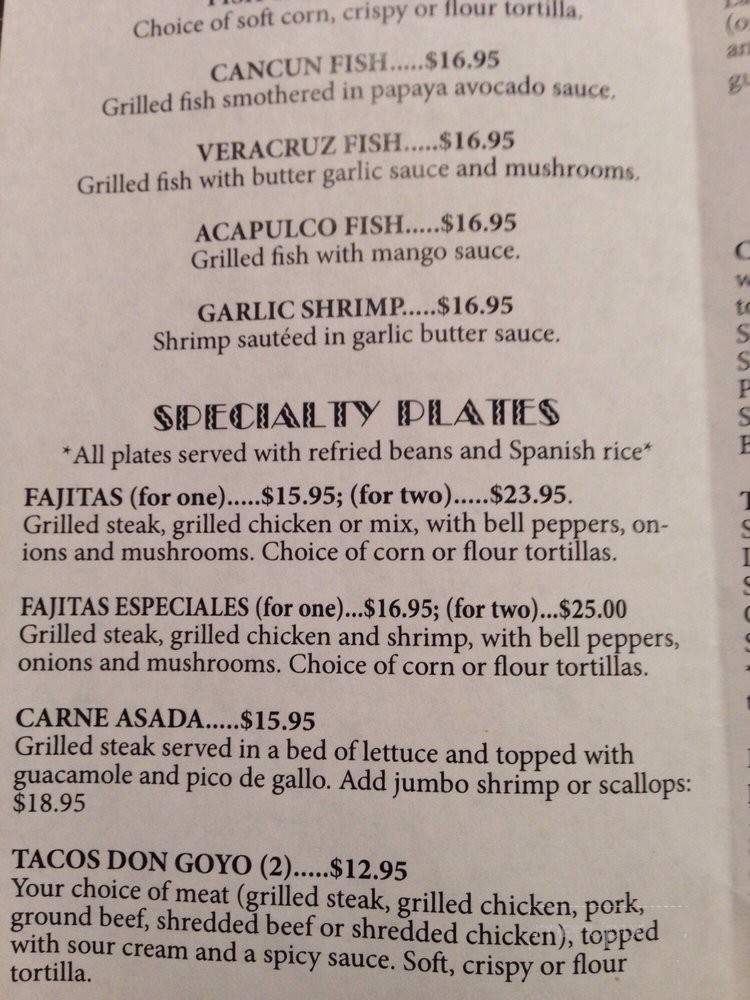 Choice of soft corn, crispy or flour tortilla.
CANCUN FISH.....$16.95
Grilled fish smothered in papaya avocado sauce.
VERACRUZ FISH.....$16.95
Grilled fish with butter garlic sauce and mushrooms.
ACAPULCO FISH.....$16.95
Grilled fish with mango sauce.
GARLIC SHRIMP.....$16.95
Shrimp sautéed in garlic butter sauce.
SPECIALTY PLATES
*All plates served with refried beans and Spanish rice*
FAJITAS (for one).....$15.95; (for two).....$23.95.
Grilled steak, grilled chicken or mix, with bell peppers, on-
ions and mushrooms. Choice of corn or flour tortillas.
FAJITAS ESPECIALES (for one)...$16.95; (for two)...$25.00
Grilled steak, grilled chicken and shrimp, with bell peppers,
onions and mushrooms. Choice of corn or flour tortillas.
CARNE ASADA.....$15.95
Grilled steak served in a bed of lettuce and topped with
guacamole and pico de gallo. Add jumbo shrimp or scallops:
$18.95
TACOS DON GOYO (2).....$12.95
Your choice of meat (grilled steak, grilled chicken, pork,
ground beef, shredded beef or shredded chicken), topped
with sour cream and a spicy sauce. Soft, crispy or flour
tortilla.